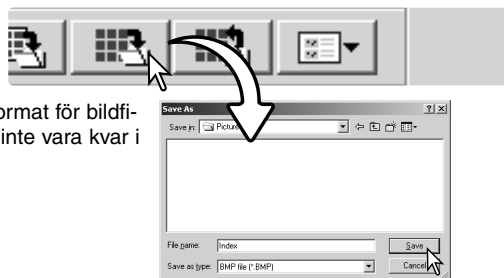 ormat för bildfi-
inte vara kvar i
Save As
Save in: Picture
File name: Index
Save
Save as type: BMP file (*.BMP)
Cancel